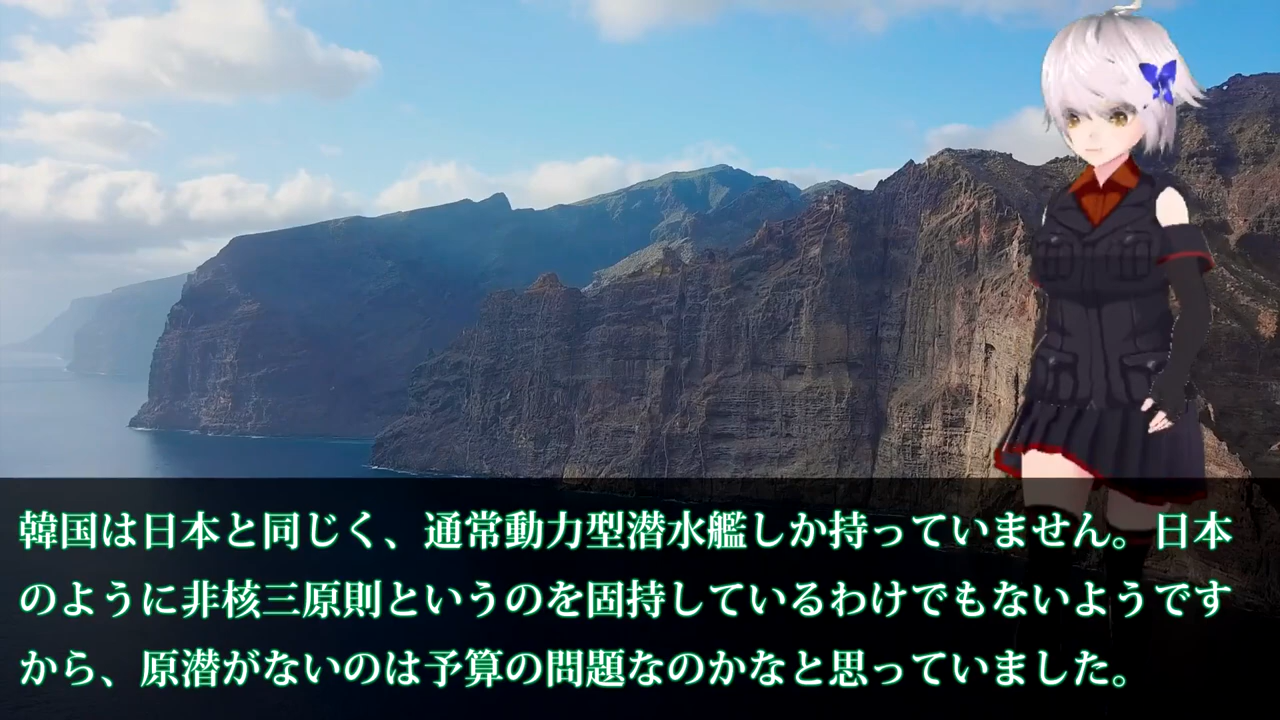 韓国は日本と同じく、通常動力型潜水艦しか持っていません。日本
のように非核三原則というのを固持しているわけでもないようです
から、原潜がないのは予算の問題なのかなと思っていました。